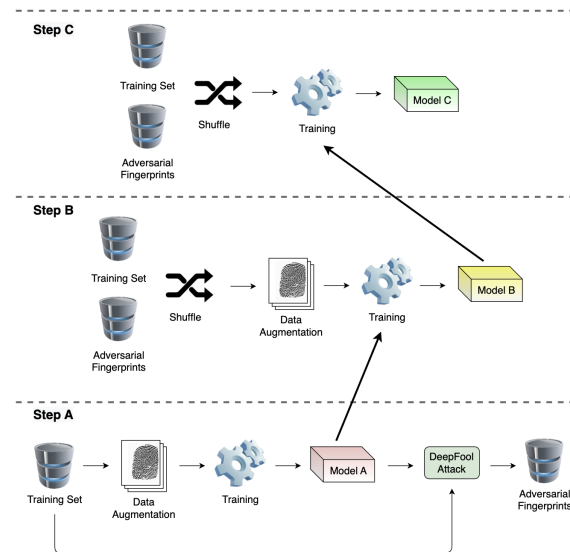 Step C
Training Set
Adversarial
Fingerprints
Shuffle
Training
Model C
Step B
Training Set
Adversarial
Fingerprints
Shuffle
Data
Augmentation
Training
Model B
Step A
Training Set
Data
Augmentation
Training
Model A
DeepFool
Attack
Adversarial
Fingerprints